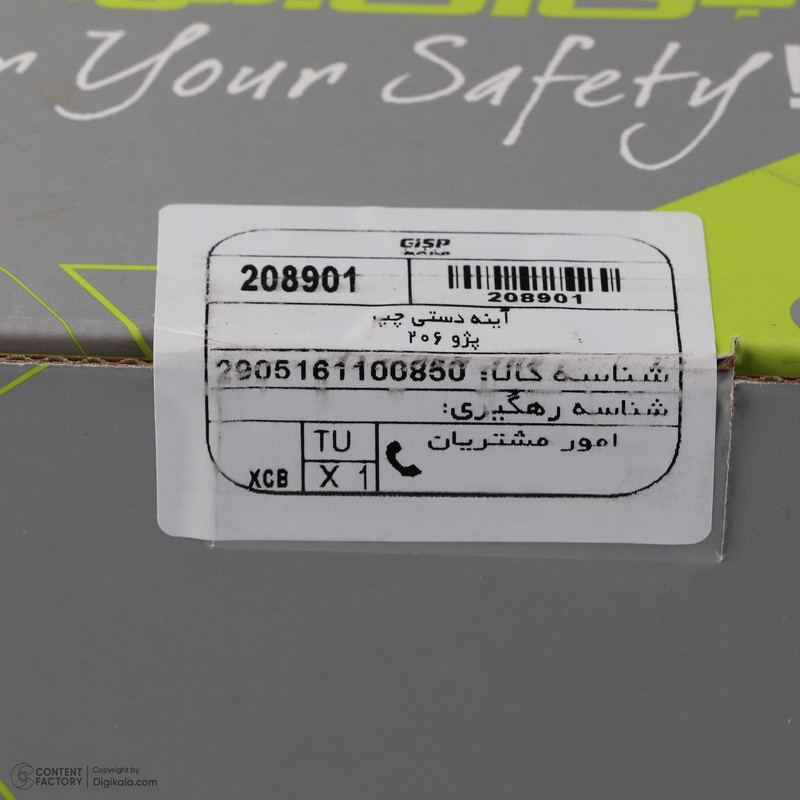 Your Safety!
GISP
208901
208901
آینه دستی چپ
پژو ۲۰۶
شناسه کالا: 2905161100850
شناسه رهگیری:
امور مشتریان
TU
XCB
X 1
CONTENT FACTORY
Copyright by
Digikala.com